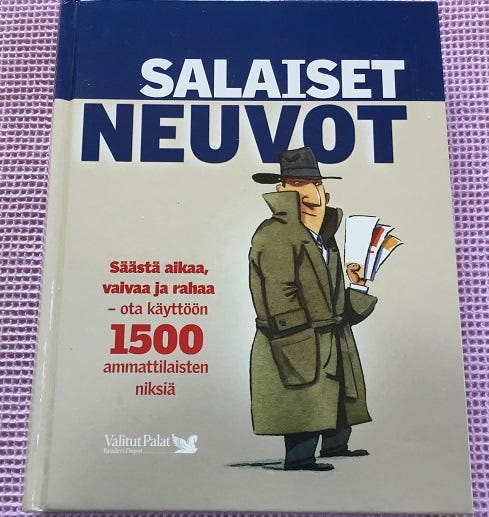 SALAISET
NEUVOT
Säästä aikaa,
vaivaa ja rahaa
– ota käyttöön
1500
ammattilaisten
niksiä
Valitut Palat
Reader's Digest